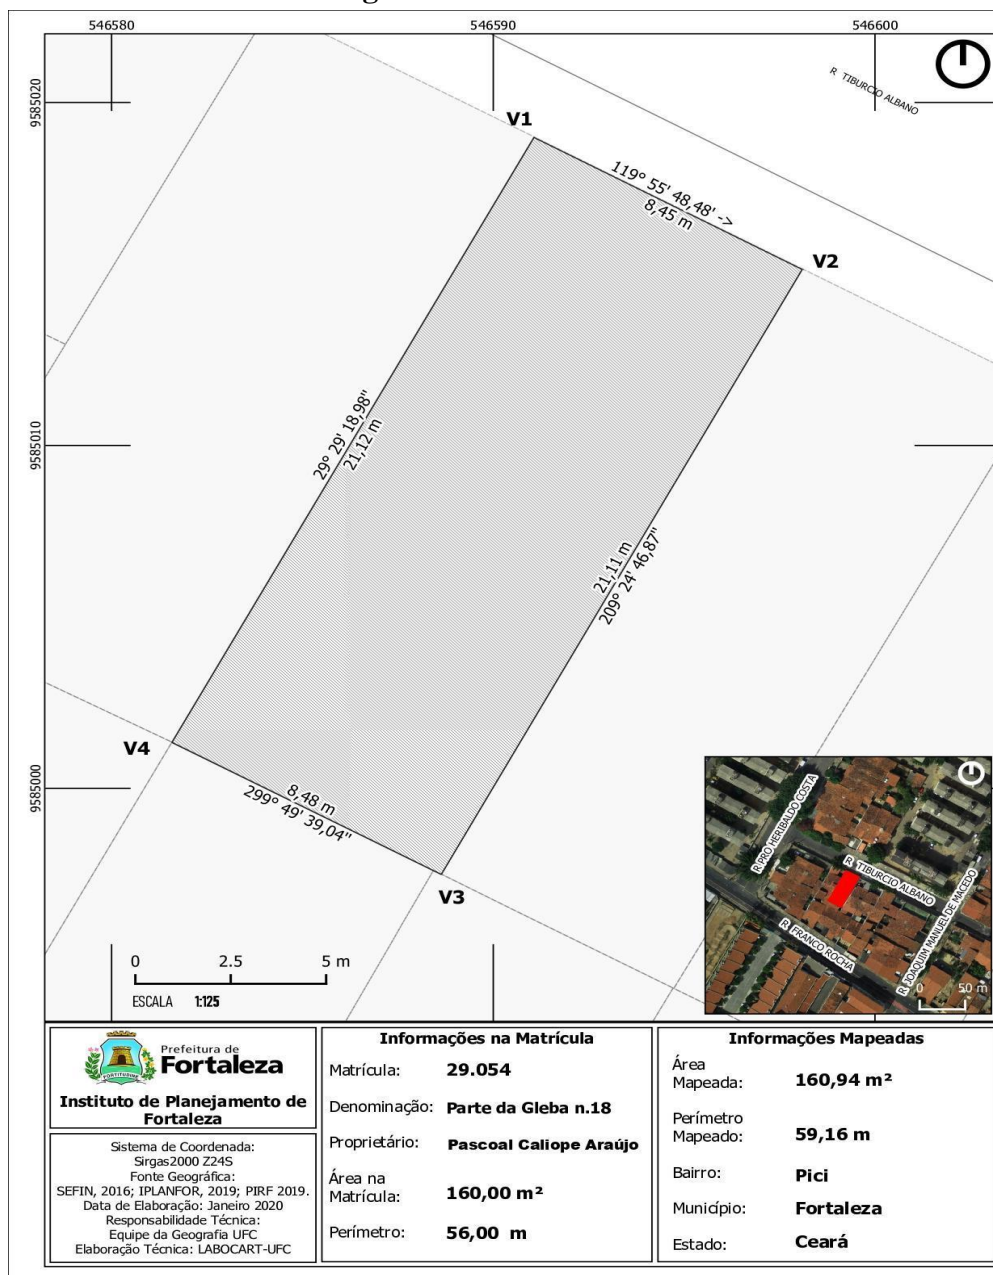 546580
546590
546600
R TIBURCIO ALBANO
9585020
V1
119° 55' 48,48' ->
8,45 m
V2
9585010
29° 29' 18,98"
21,12 m
21,11 m
209° 24' 46,87"
V4
9585000
8,48 m
299° 49' 39,04"
V3
0 2.5 5 m
ESCALA 1:125
R PRO HERIBALDO COSTA
R TIBURCIO ALBANO
R FRANCO ROCHA
R JOAQUIM MANUEL DE MACEDO
0 50 m
Prefeitura de
Fortaleza
FORTITUDINE
Instituto de Planejamento de
Fortaleza
Sistema de Coordenada:
Sirgas2000 Z24S
Fonte Geográfica:
SEFIN, 2016; IPLANFOR, 2019; PIRF 2019.
Data de Elaboração: Janeiro 2020
Responsabilidade Técnica:
Equipe da Geografia UFC
Elaboração Técnica: LABOCART-UFC
Informações na Matrícula
Matrícula: 29.054
Denominação: Parte da Gleba n.18
Proprietário: Pascoal Caliope Araújo
Área na
Matrícula: 160,00 m²
Perímetro: 56,00 m
Informações Mapeadas
Área
Mapeada: 160,94 m²
Perímetro
Mapeado: 59,16 m
Bairro: Pici
Município: Fortaleza
Estado: Ceará